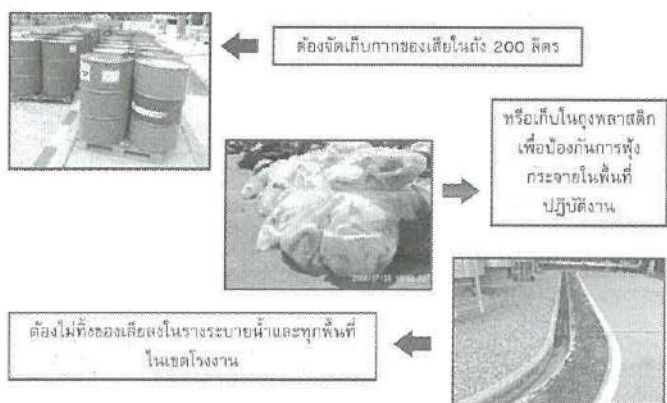 ต้องจัดเก็บกากของเสียในถัง 200 ลิตร
หรือเก็บในถุงพลาสติก
เพื่อป้องกันการฟุ้ง
กระจายในพื้นที่
ปฏิบัติงาน
ต้องไม่ทิ้งของเสียลงในรางระบายน้ำและทุกพื้นที่
ในเขตโรงงาน